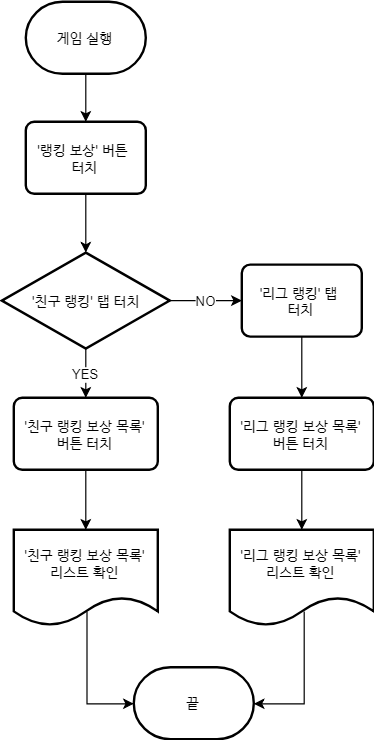 게임 실행
'랭킹 보상' 버튼
터치
'친구 랭킹' 탭 터치
NO
'리그 랭킹' 탭
터치
YES
'친구 랭킹 보상 목록'
버튼 터치
'리그 랭킹 보상 목록'
버튼 터치
'친구 랭킹 보상 목록'
리스트 확인
'리그 랭킹 보상 목록'
리스트 확인
끝